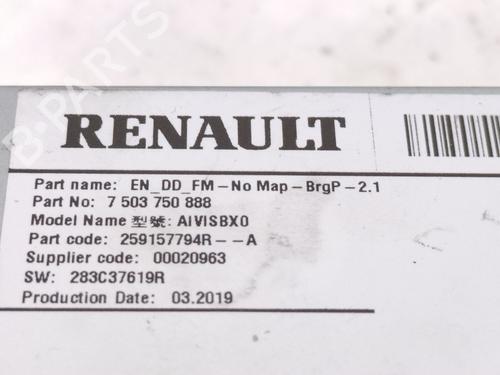 RENAULT
Part name: EN_DD_FM-No Map-BrgP-2.1
Part No: 7 503 750 888
Model Name 型號: AIVISBX0
Part code: 259157794R--A
Supplier code: 00020963
SW: 283C37619R
Production Date: 03.2019
B-PARTS